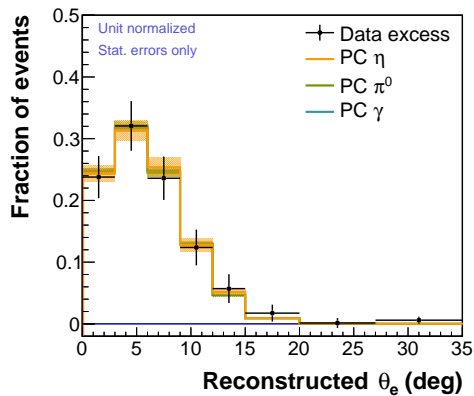 Unit normalized
Stat. errors only
Data excess
PC η
PC π⁰
PC γ
Fraction of events
0.5
0.4
0.3
0.2
0.1
0
0 5 10 15 20 25 30 35
Reconstructed θₑ (deg)